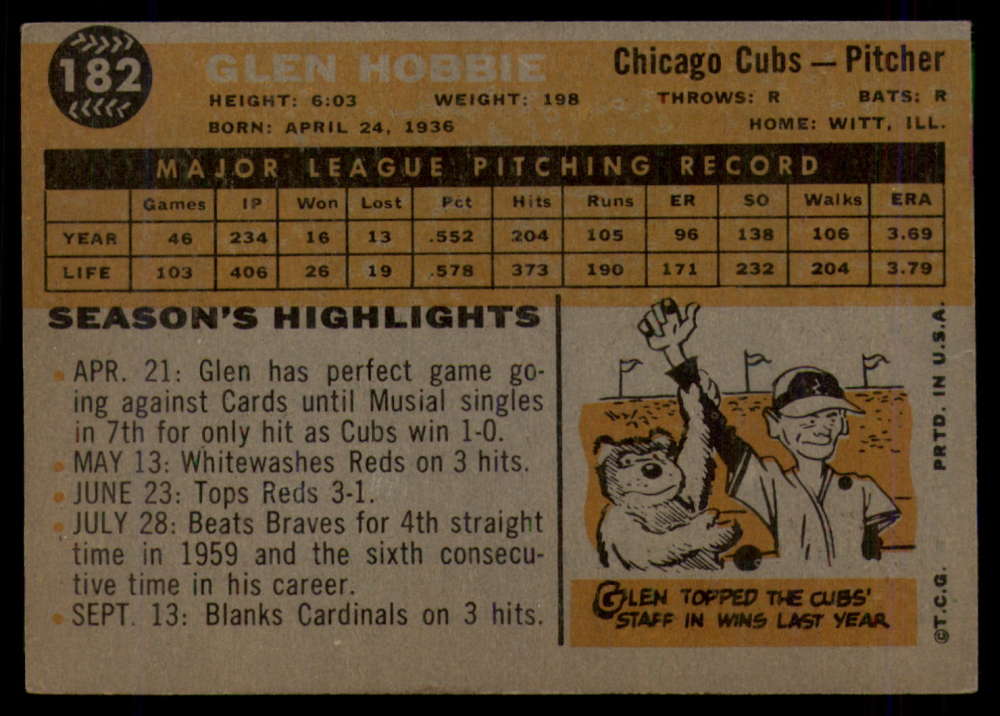 182
GLEN HOBBIE
Chicago Cubs — Pitcher
HEIGHT: 6:03 WEIGHT: 198 THROWS: R BATS: R
BORN: APRIL 24, 1936 HOME: WITT, ILL.
MAJOR LEAGUE PITCHING RECORD
Games IP Won Lost Pct Hits Runs ER SO Walks ERA
YEAR 46 234 16 13 .552 204 105 96 138 106 3.69
LIFE 103 406 26 19 .578 373 190 171 232 204 3.79
SEASON'S HIGHLIGHTS
• APR. 21: Glen has perfect game go-
ing against Cards until Musial singles
in 7th for only hit as Cubs win 1-0.
• MAY 13: Whitewashes Reds on 3 hits.
• JUNE 23: Tops Reds 3-1.
• JULY 28: Beats Braves for 4th straight
time in 1959 and the sixth consecu-
tive time in his career.
• SEPT. 13: Blanks Cardinals on 3 hits.
GLEN TOPPED THE CUBS'
STAFF IN WINS LAST YEAR
©T.C.G. PRTD. IN U.S.A.